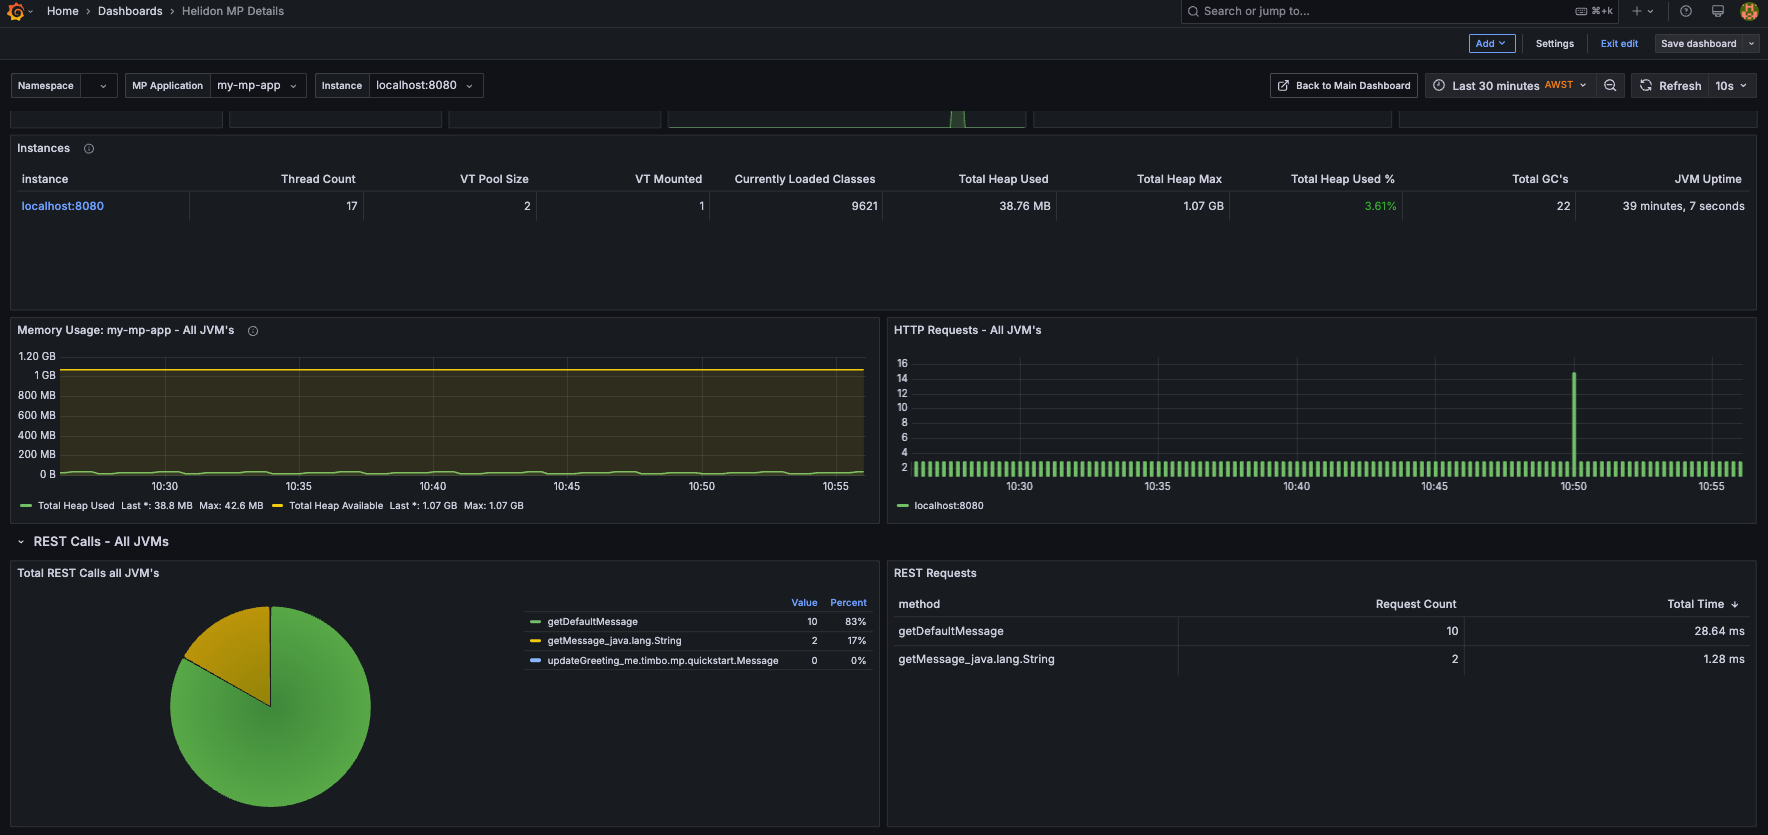 Home › Dashboards › Helidon MP Details
Search or jump to...
⌘+k
Add
Settings
Exit edit
Save dashboard
Namespace
MP Application my-mp-app
Instance localhost:8080
Back to Main Dashboard
Last 30 minutes AWST
Refresh 10s
Instances
instance Thread Count VT Pool Size VT Mounted Currently Loaded Classes Total Heap Used Total Heap Max Total Heap Used % Total GC's JVM Uptime
localhost:8080 17 2 1 9621 38.76 MB 1.07 GB 3.61% 22 39 minutes, 7 seconds
Memory Usage: my-mp-app - All JVM's
1.20 GB
1 GB
800 MB
600 MB
400 MB
200 MB
0 B
10:30 10:35 10:40 10:45 10:50 10:55
Total Heap Used Last *: 38.8 MB Max: 42.6 MB Total Heap Available Last *: 1.07 GB Max: 1.07 GB
HTTP Requests - All JVM's
16
14
12
10
8
6
4
2
10:30 10:35 10:40 10:45 10:50 10:55
localhost:8080
REST Calls - All JVMs
Total REST Calls all JVM's
Value Percent
getDefaultMessage 10 83%
getMessage_java.lang.String 2 17%
updateGreeting_me.timbo.mp.quickstart.Message 0 0%
REST Requests
method Request Count Total Time
getDefaultMessage 10 28.64 ms
getMessage_java.lang.String 2 1.28 ms